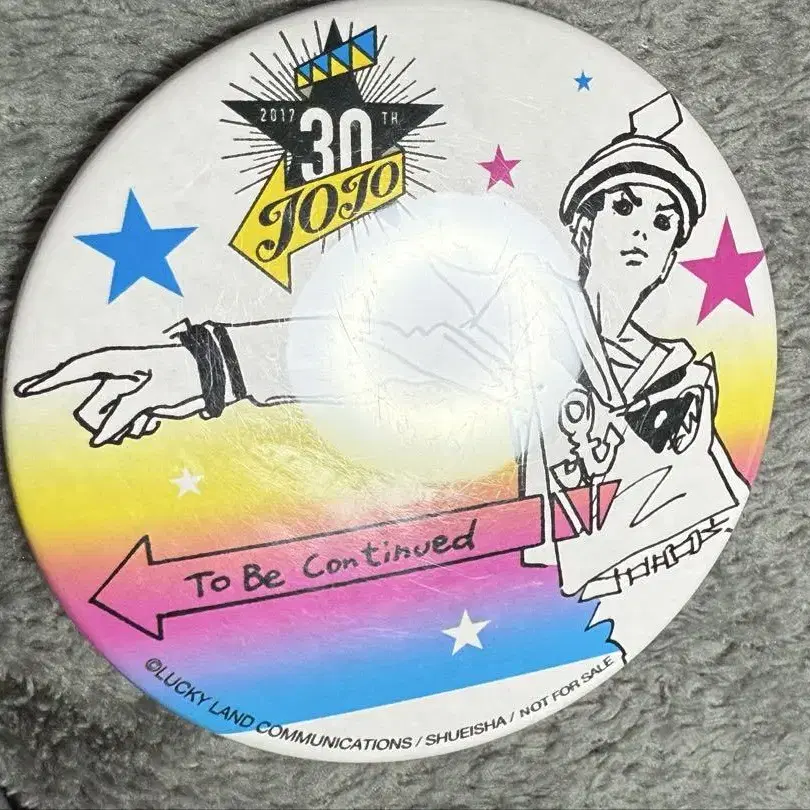 2017 TH
30
JOJO
To Be Continued
©LUCKY LAND COMMUNICATIONS / SHUEISHA / NOT FOR SALE